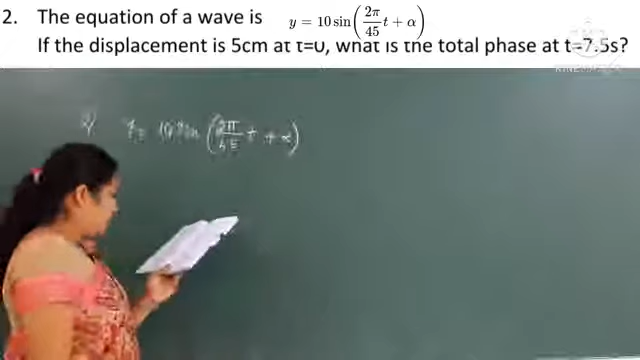 2. The equation of a wave is y = 10 sin(2π/45 t + α)
If the displacement is 5cm at t=0, what is the total phase at t=7.5s?
2) y = 10 sin (2π/45 t + α)